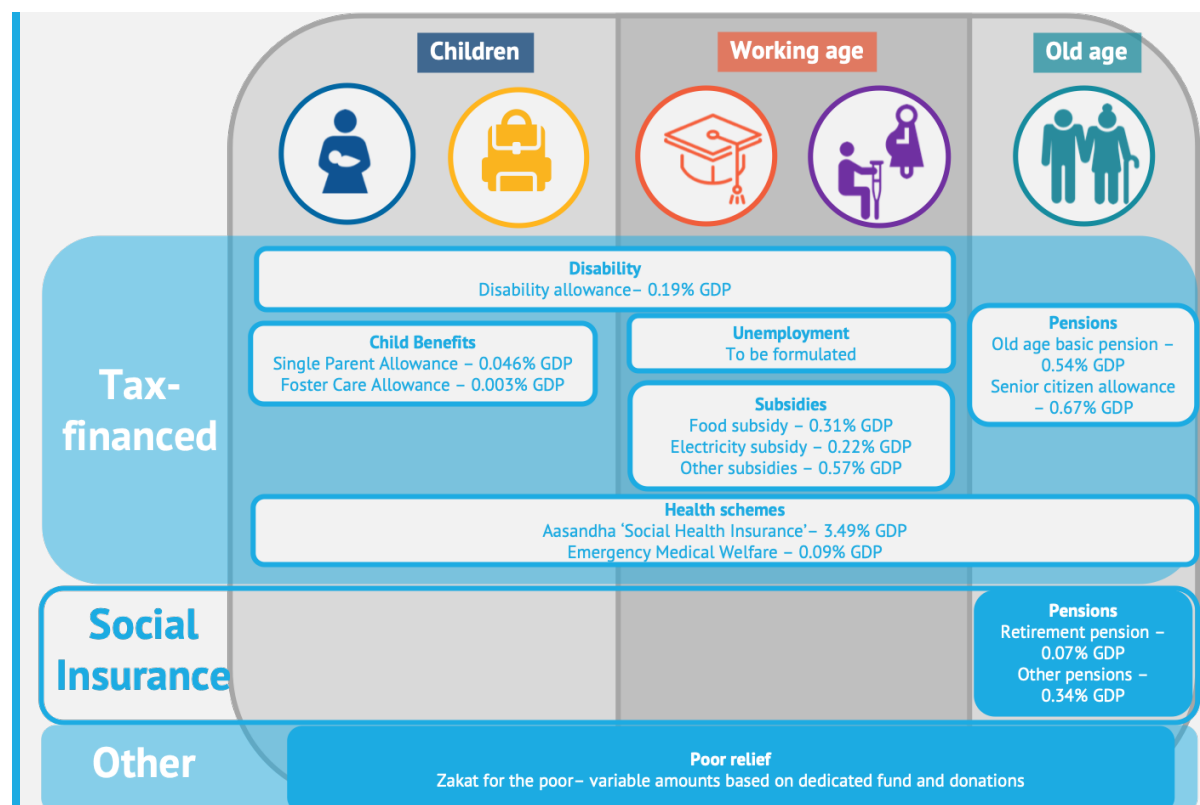 Children
Working age
Old age
Tax-
financed
Disability
Disability allowance– 0.19% GDP
Child Benefits
Single Parent Allowance – 0.046% GDP
Foster Care Allowance – 0.003% GDP
Unemployment
To be formulated
Subsidies
Food subsidy – 0.31% GDP
Electricity subsidy – 0.22% GDP
Other subsidies – 0.57% GDP
Pensions
Old age basic pension –
0.54% GDP
Senior citizen allowance
– 0.67% GDP
Health schemes
Aasandha ‘Social Health Insurance’– 3.49% GDP
Emergency Medical Welfare – 0.09% GDP
Social
Insurance
Pensions
Retirement pension –
0.07% GDP
Other pensions –
0.34% GDP
Other
Poor relief
Zakat for the poor– variable amounts based on dedicated fund and donations